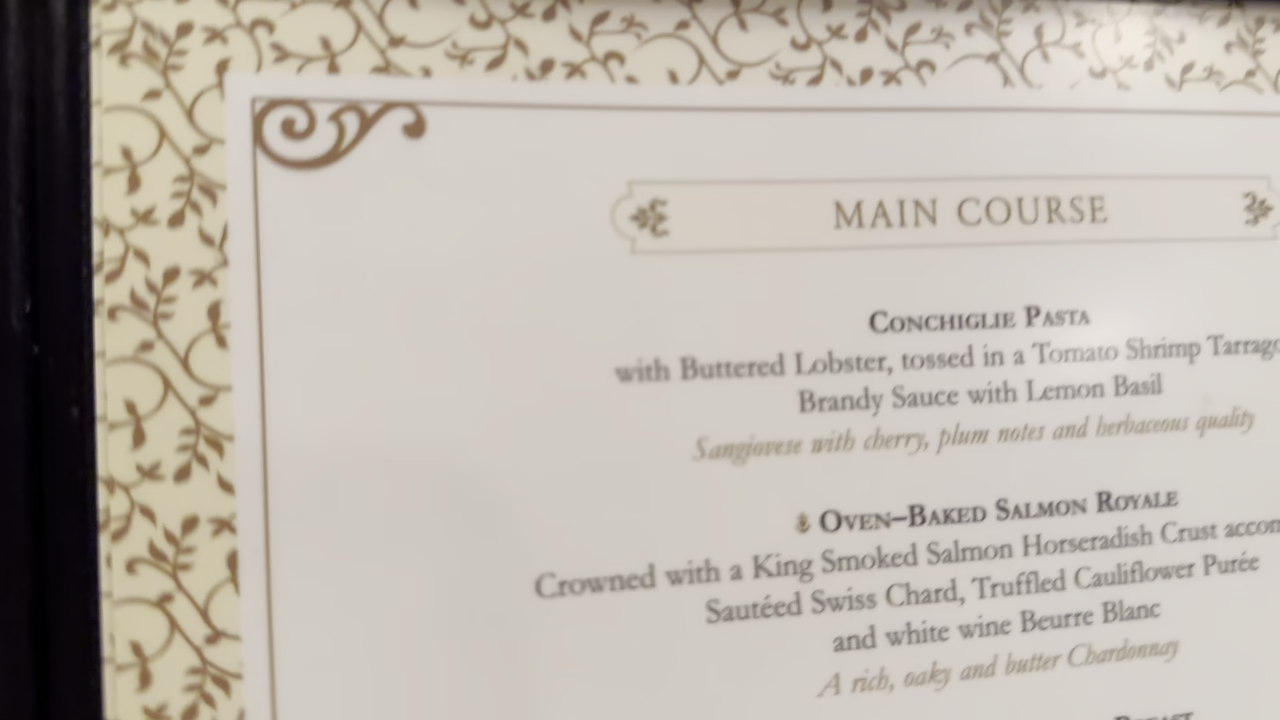 MAIN COURSE
CONCHIGLIE PASTA
with Buttered Lobster, tossed in a Tomato Shrimp
Brandy Sauce with Lemon Basil
Sangiovese with cherry, plum notes and herbaceous quality
OVEN–BAKED SALMON ROYALE
Crowned with a King Smoked Salmon Horseradish Crust
Sautéed Swiss Chard, Truffled Cauliflower Purée
and white wine Beurre Blanc
A rich, oaky and butter Chardonnay